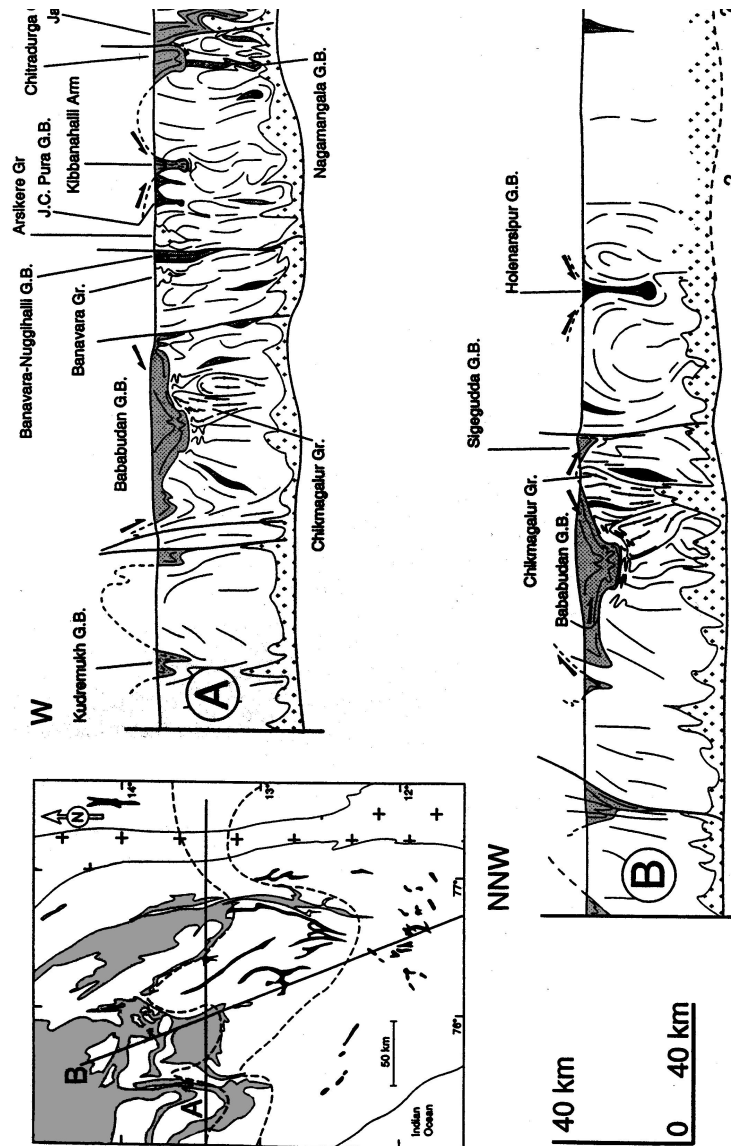 W
Kudremukh G.B.
Bababudan G.B.
Chikmagalur Gr.
Banavara-Nuggihalli G.B.
Banavara Gr.
Arsikere Gr
J.C. Pura G.B.
Kibbanahalli Arm
Chitradurga
Nagamangala G.B.
A
NNW
Chikmagalur Gr.
Bababudan G.B.
Sigegudda G.B.
Holenarsipur G.B.
?
?
B
N
14°
13°
12°
77°
76°
A
B
50 km
Indian
Ocean
40 km
0
40 km